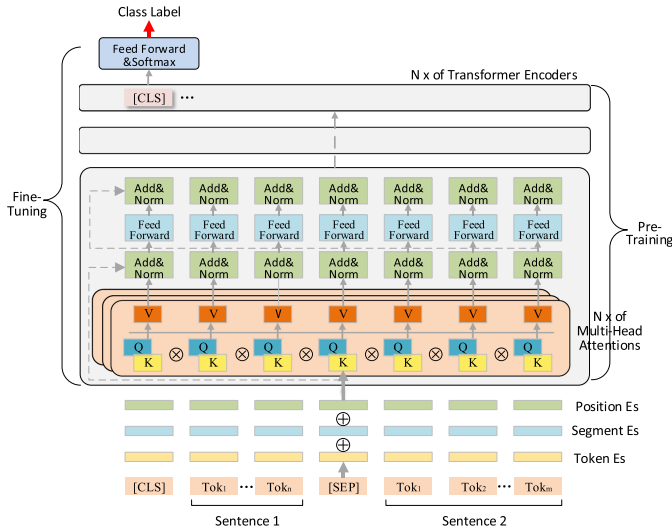 Class Label
Feed Forward
&Softmax
N x of Transformer Encoders
[CLS] ...
Fine-
Tuning
Pre-
Training
Add& Add& Add& Add& Add& Add& Add&
Norm Norm Norm Norm Norm Norm Norm
Feed Feed Feed Feed Feed Feed Feed
Forward Forward Forward Forward Forward Forward Forward
Add& Add& Add& Add& Add& Add& Add&
Norm Norm Norm Norm Norm Norm Norm
V V V V V V V
N x of
Multi-Head
Attentions
Q Q Q Q Q Q Q
K K K K K K K
Position Es
Segment Es
Token Es
[CLS] Tok1 ... Tokn [SEP] Tok1 Tok2 ... Tokm
Sentence 1 Sentence 2